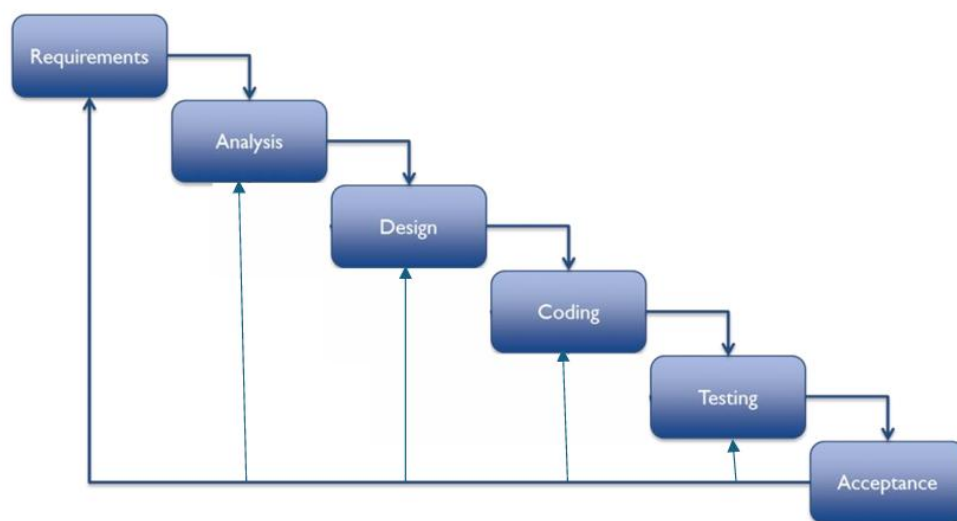 Requirements
Analysis
Design
Coding
Testing
Acceptance